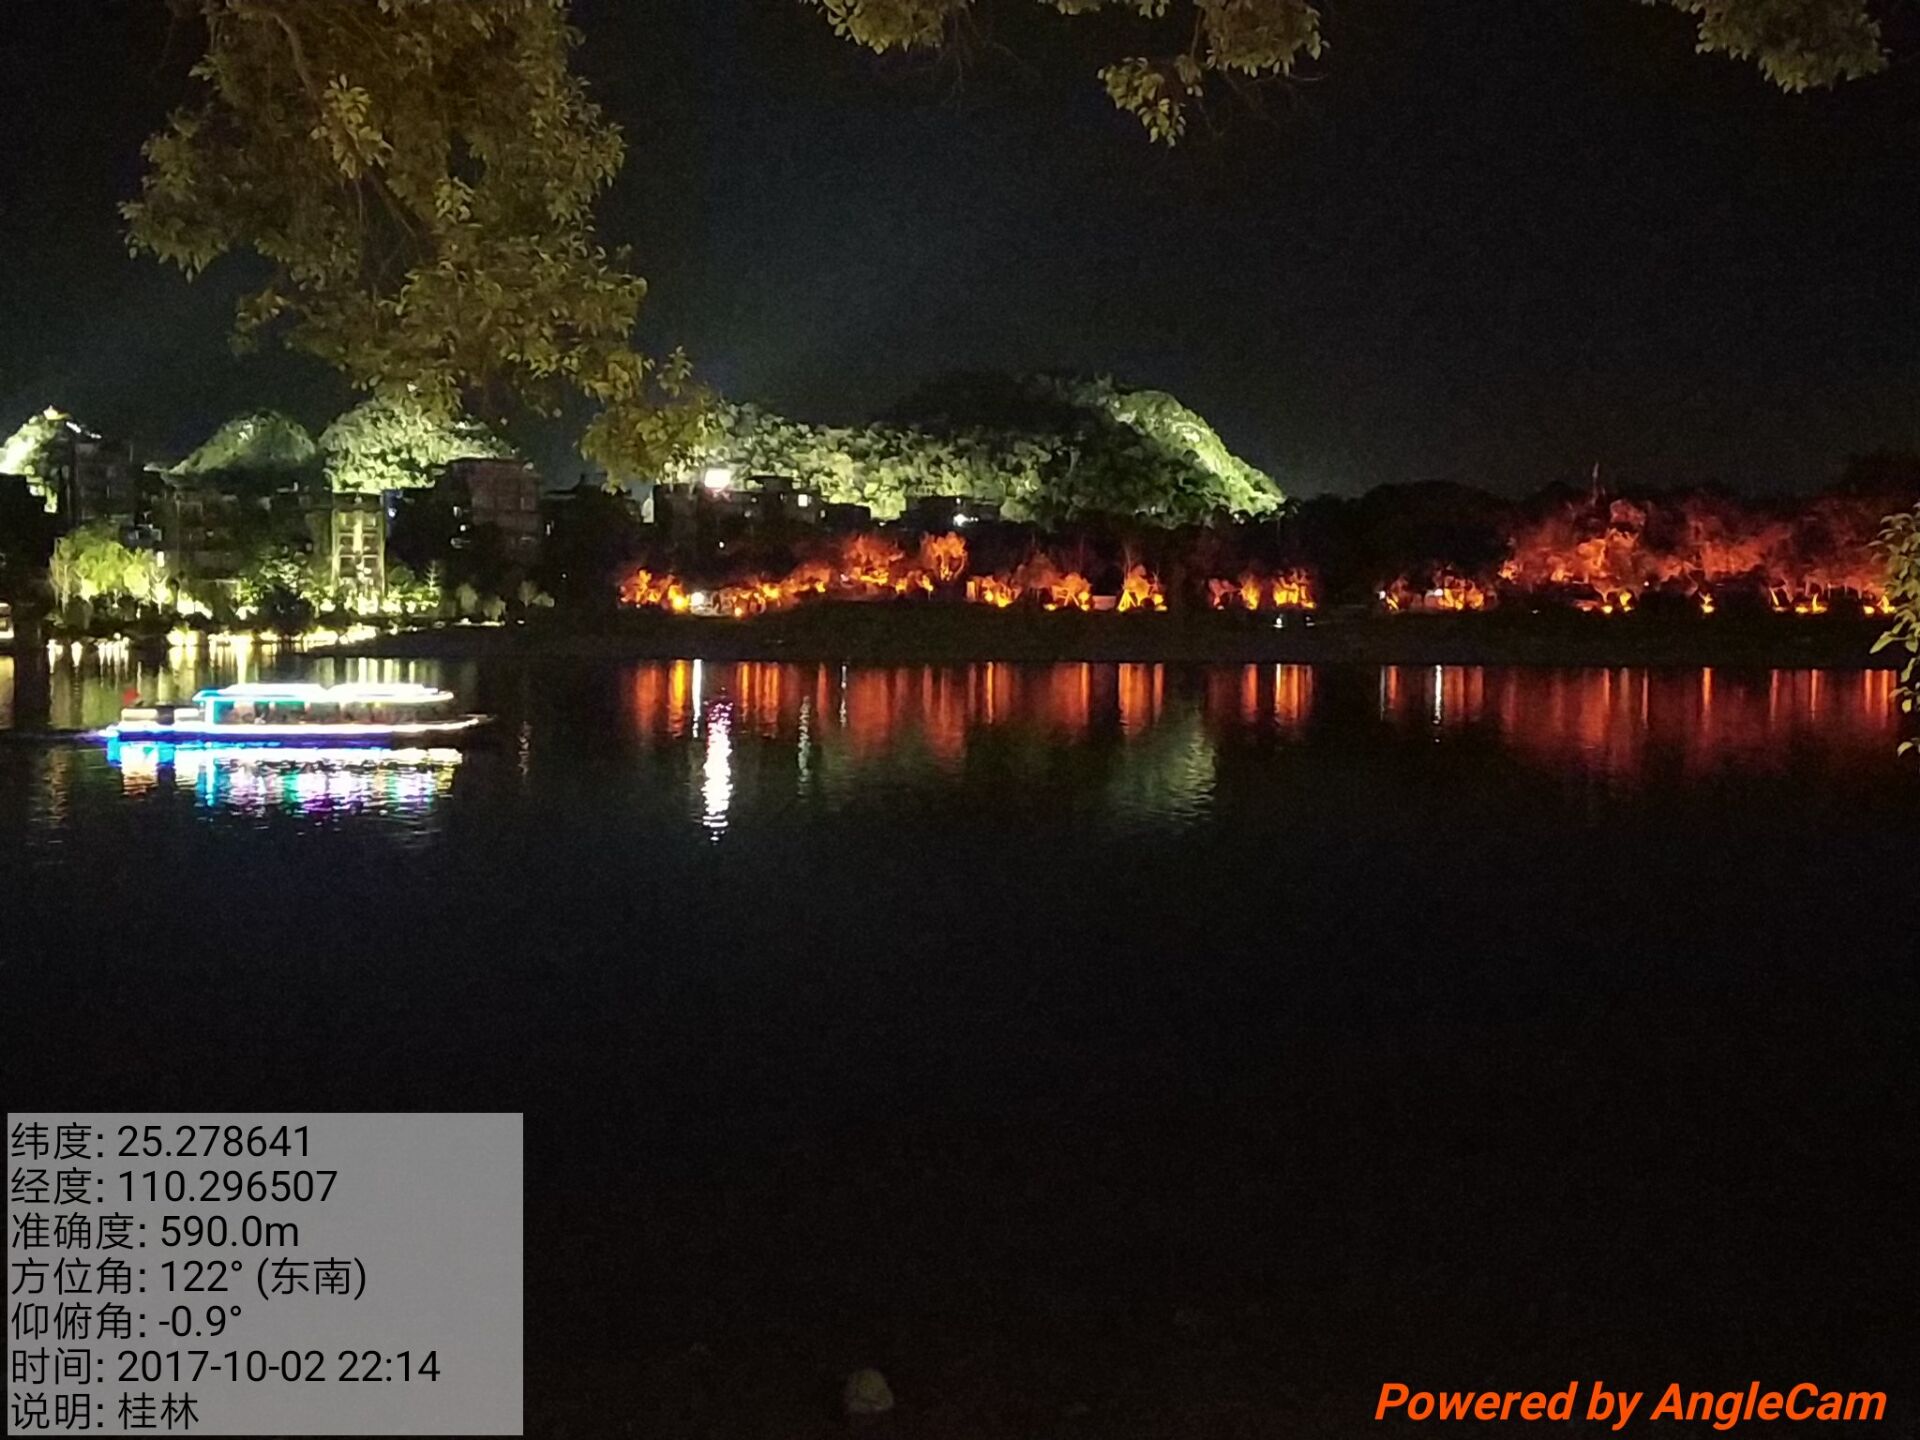 纬度: 25.278641
经度: 110.296507
准确度: 590.0m
方位角: 122° (东南)
仰俯角: -0.9°
时间: 2017-10-02 22:14
说明: 桂林
Powered by AngleCam